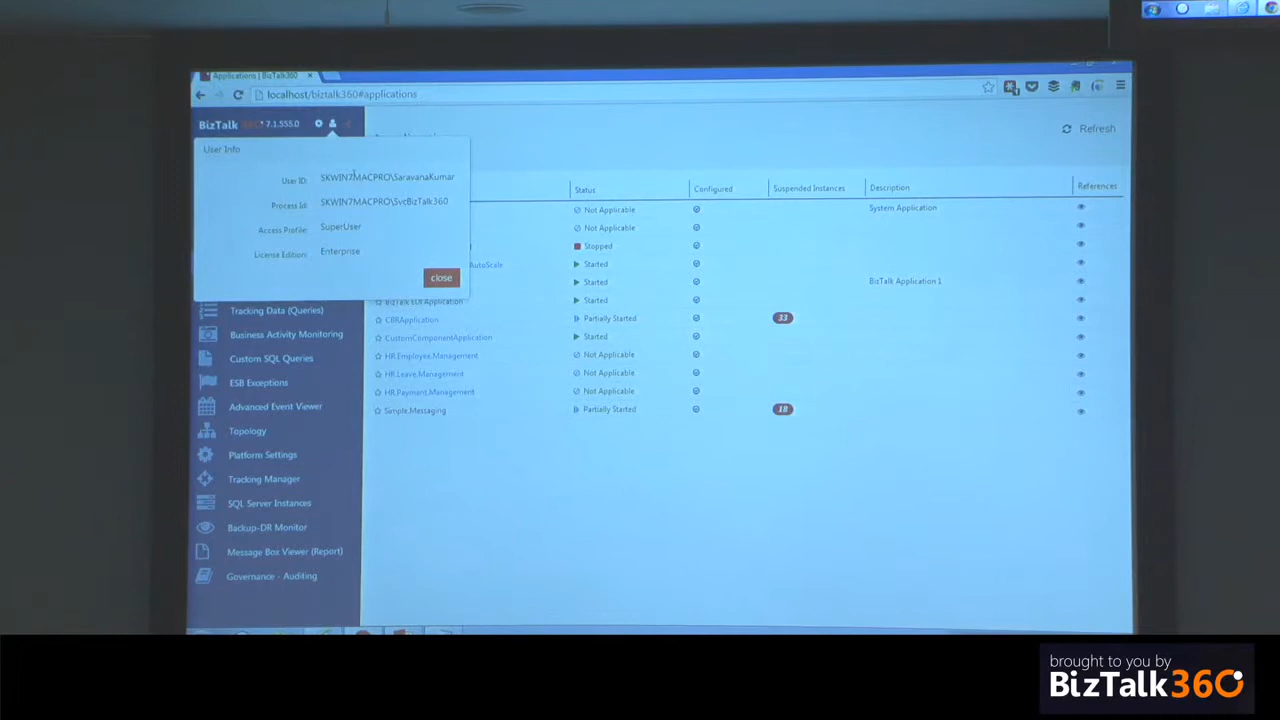 Applications | BizTalk360
localhost/biztalk360#applications
BizTalk 360 7.1.555.0
Refresh
User Info
User ID: SKWIN7MACPRO\SaravanaKumar
Process Id: SKWIN7MACPRO\SvcBizTalk360
Access Profile: SuperUser
License Edition: Enterprise
close
Status Configured Suspended Instances Description References
Not Applicable System Application
Not Applicable
Stopped
AutoScale Started
Started BizTalk Application 1
BizTalk EDI Application Started
CBRApplication Partially Started 33
CustomComponentApplication Started
HR.Employee.Management Not Applicable
HR.Leave.Management Not Applicable
HR.Payment.Management Not Applicable
Simple.Messaging Partially Started 18
Tracking Data (Queries)
Business Activity Monitoring
Custom SQL Queries
ESB Exceptions
Advanced Event Viewer
Topology
Platform Settings
Tracking Manager
SQL Server Instances
Backup-DR Monitor
Message Box Viewer (Report)
Governance - Auditing
brought to you by
BizTalk360